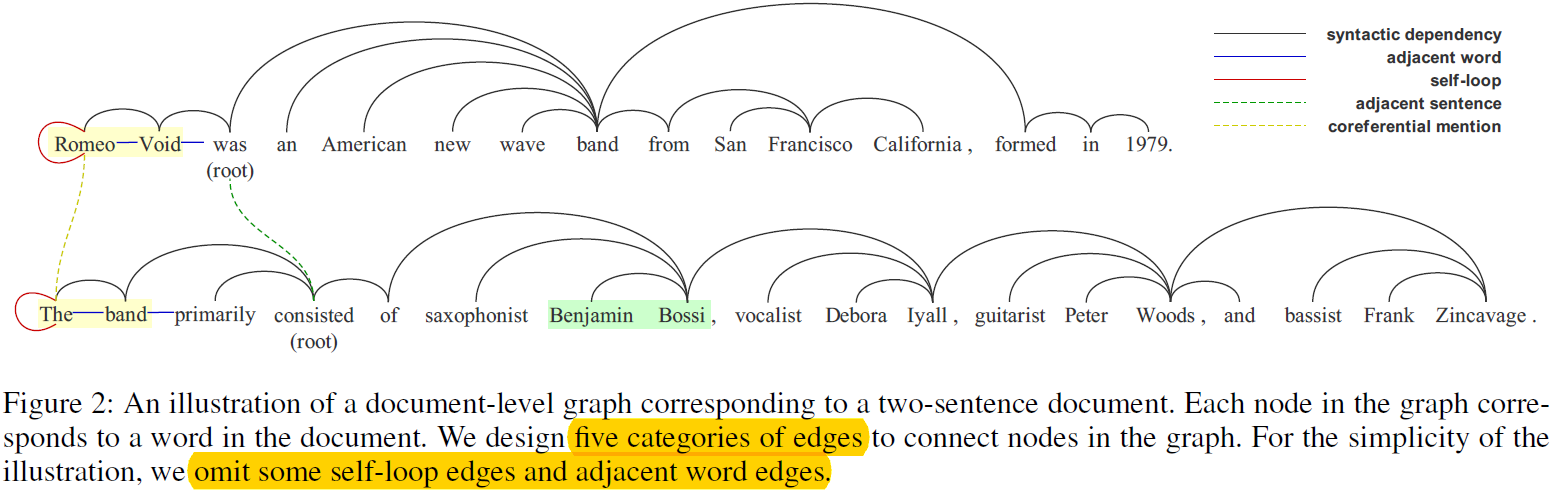 syntactic dependency
adjacent word
self-loop
adjacent sentence
coreferential mention
Romeo Void was an American new wave band from San Francisco California , formed in 1979.
(root)
The band primarily consisted of saxophonist Benjamin Bossi , vocalist Debora Iyall , guitarist Peter Woods , and bassist Frank Zincavage .
(root)
Figure 2: An illustration of a document-level graph corresponding to a two-sentence document. Each node in the graph corre-
sponds to a word in the document. We design five categories of edges to connect nodes in the graph. For the simplicity of the
illustration, we omit some self-loop edges and adjacent word edges.